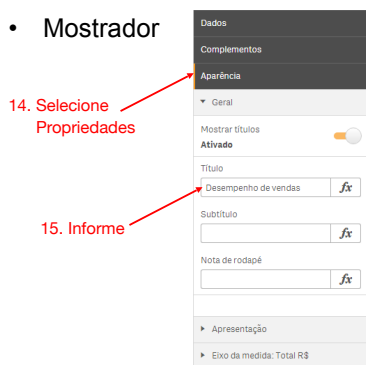 • Mostrador
Dados
Complementos
Aparência
14. Selecione
Propriedades
Geral
Mostrar títulos
Ativado
Título
Desempenho de vendas
fx
15. Informe
Subtítulo
fx
Nota de rodapé
fx
Apresentação
Eixo da medida: Total R$